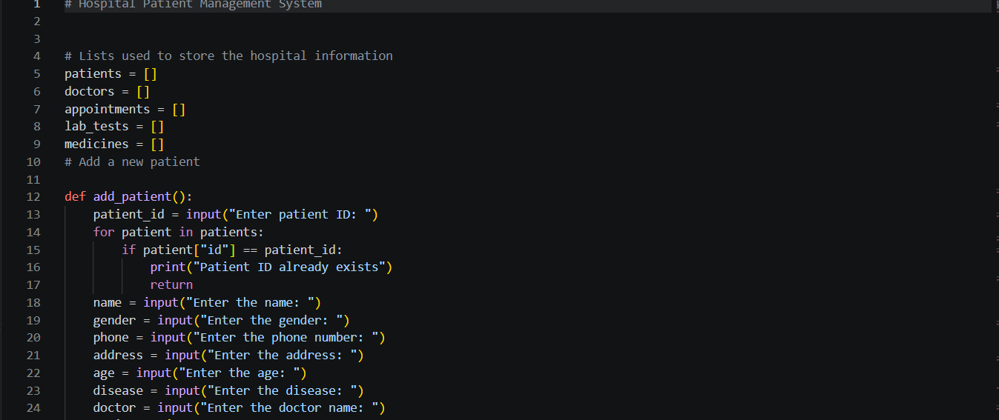 1 # Hospital Patient Management System
2
3
4 # Lists used to store the hospital information
5 patients = []
6 doctors = []
7 appointments = []
8 lab_tests = []
9 medicines = []
10 # Add a new patient
11
12 def add_patient():
13     patient_id = input("Enter patient ID: ")
14     for patient in patients:
15         if patient["id"] == patient_id:
16             print("Patient ID already exists")
17             return
18     name = input("Enter the name: ")
19     gender = input("Enter the gender: ")
20     phone = input("Enter the phone number: ")
21     address = input("Enter the address: ")
22     age = input("Enter the age: ")
23     disease = input("Enter the disease: ")
24     doctor = input("Enter the doctor name: ")